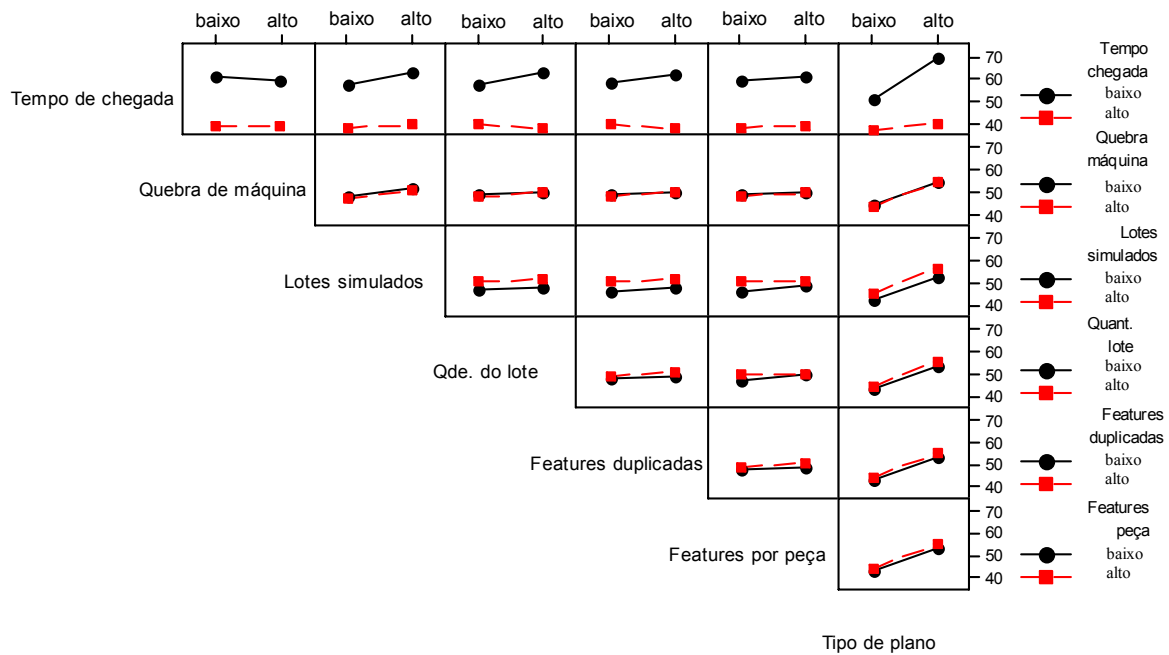 baixo alto baixo alto baixo alto baixo alto baixo alto baixo alto
Tempo de chegada
70
60
50
40
Tempo
chegada
baixo
alto
Quebra de máquina
70
60
50
40
Quebra
máquina
baixo
alto
Lotes simulados
70
60
50
40
Lotes
simulados
baixo
alto
Qde. do lote
70
60
50
40
Quant.
lote
baixo
alto
Features duplicadas
70
60
50
40
Features
duplicadas
baixo
alto
Features por peça
70
60
50
40
Features
peça
baixo
alto
Tipo de plano